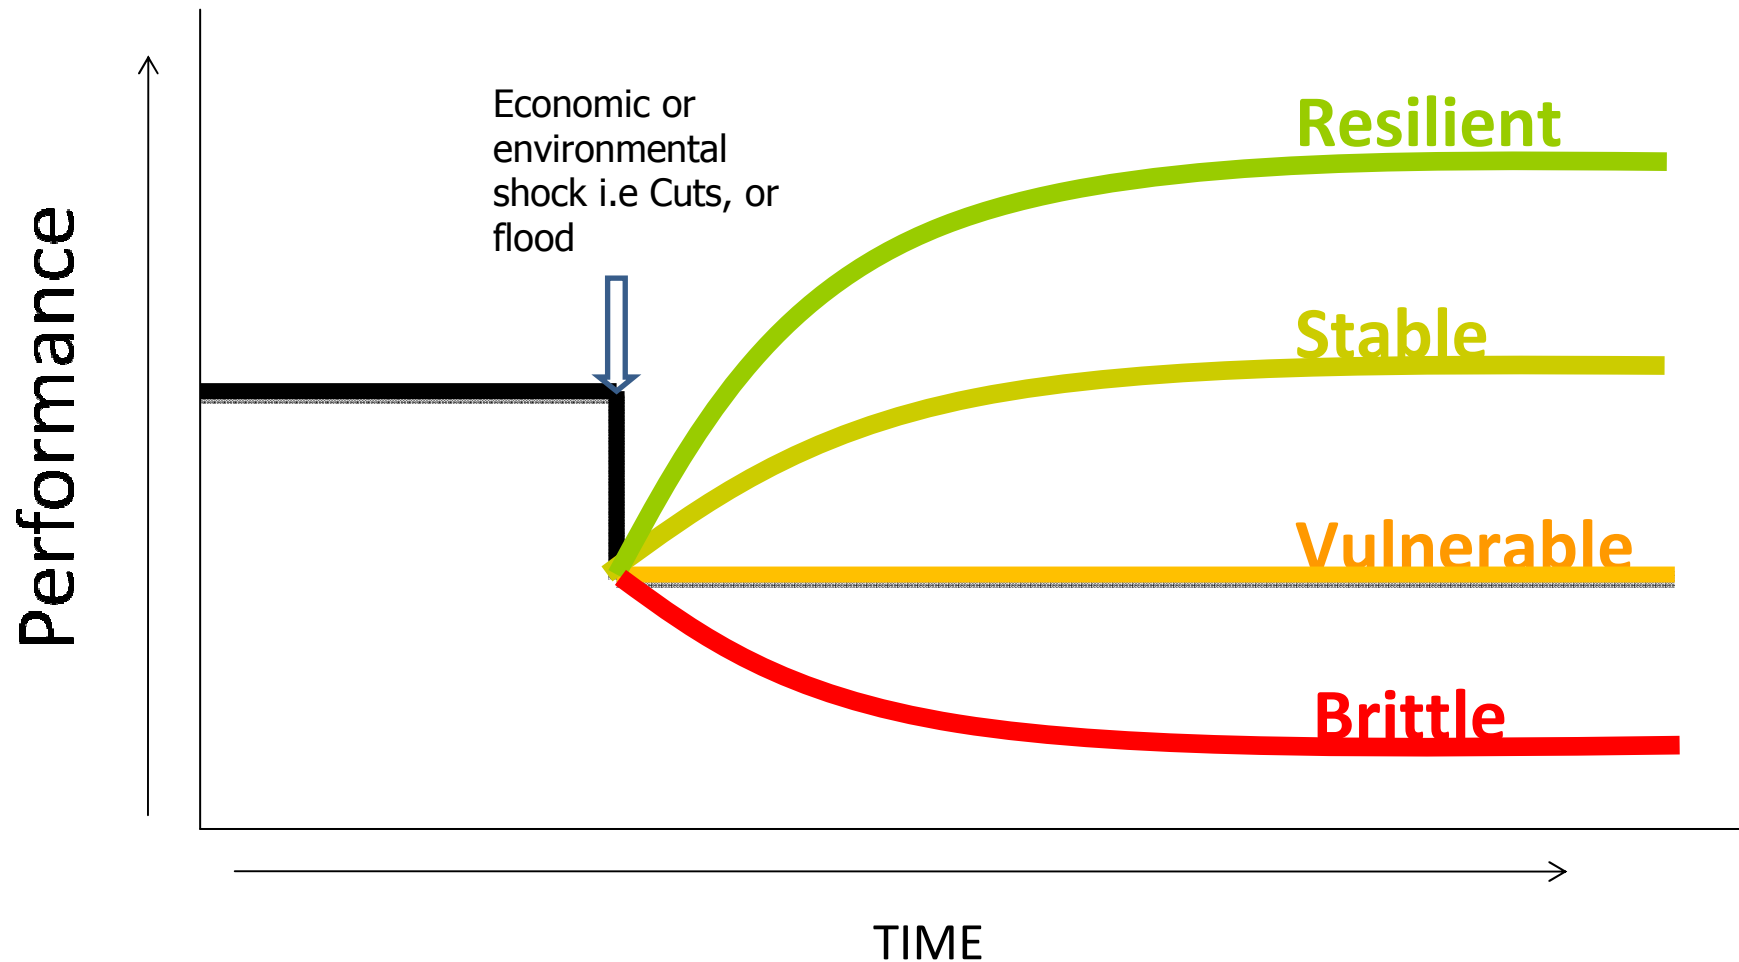 Economic or
environmental
shock i.e Cuts, or
flood
Resilient
Stable
Vulnerable
Brittle
Performance
TIME